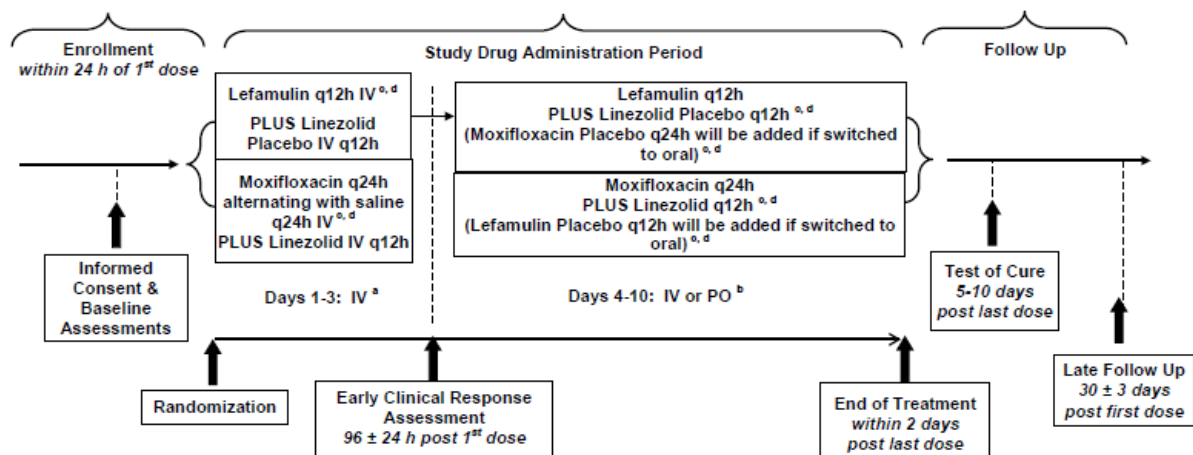 Enrollment
within 24 h of 1st dose
Study Drug Administration Period
Follow Up
Lefamulin q12h IV c, d
PLUS Linezolid
Placebo IV q12h
Moxifloxacin q24h
alternating with saline
q24h IV c, d
PLUS Linezolid IV q12h
Lefamulin q12h
PLUS Linezolid Placebo q12h c, d
(Moxifloxacin Placebo q24h will be added if switched
to oral) c, d
Moxifloxacin q24h
PLUS Linezolid q12h c, d
(Lefamulin Placebo q12h will be added if switched to
oral) c, d
Informed
Consent &
Baseline
Assessments
Days 1-3: IV a
Days 4-10: IV or PO b
Test of Cure
5-10 days
post last dose
Randomization
Early Clinical Response
Assessment
96 ± 24 h post 1st dose
End of Treatment
within 2 days
post last dose
Late Follow Up
30 ± 3 days
post first dose